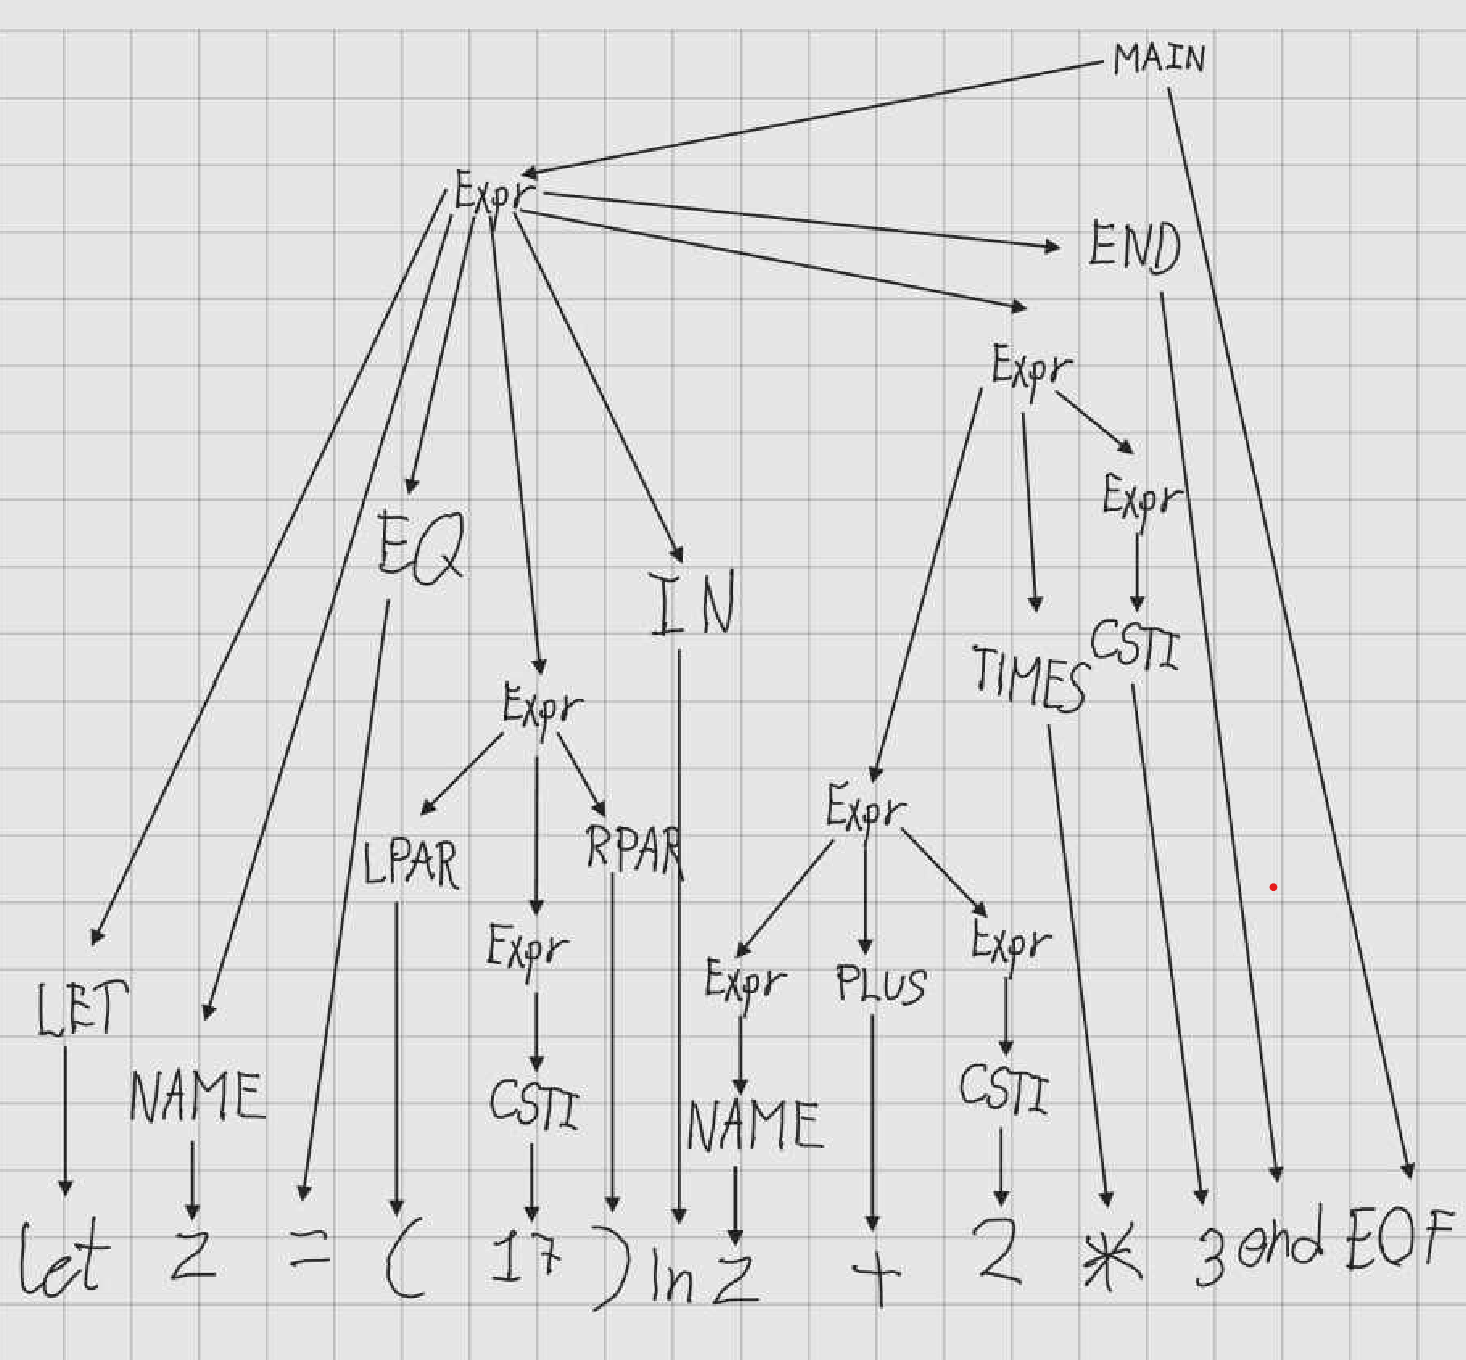 MAIN
Expr
END
Expr
Expr
EQ
IN
TIMES CSTI
Expr
Expr
LPAR RPAR
Expr Expr PLUS Expr
LET
NAME CSTI NAME CSTI
let z = ( 17 ) in z + 2 * 3 end EOF